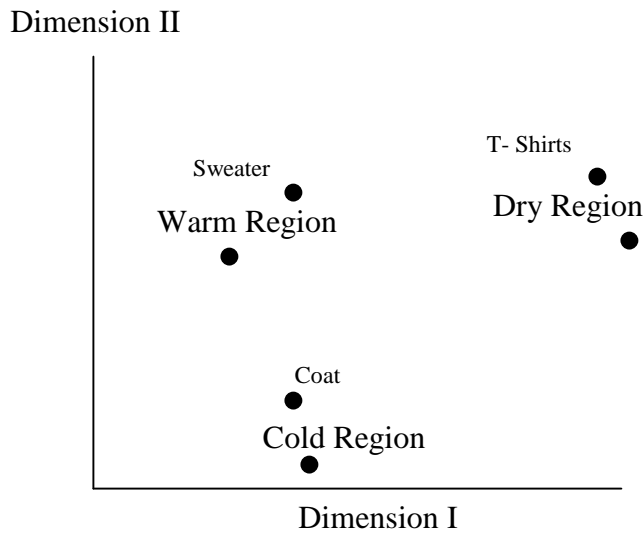 Dimension II
T- Shirts
Sweater
Dry Region
Warm Region
Coat
Cold Region
Dimension I